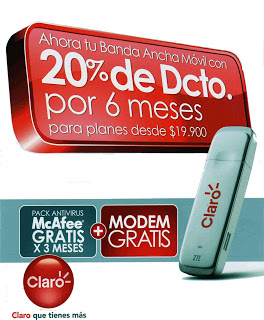 Ahora tu Banda Ancha Móvil con
20% de Dcto.
por 6 meses
para planes desde $19.900
PACK ANTIVIRUS
McAfee
GRATIS
X 3 MESES
+
MODEM
GRATIS
Claro
ZTE
Claro
Claro que tienes más